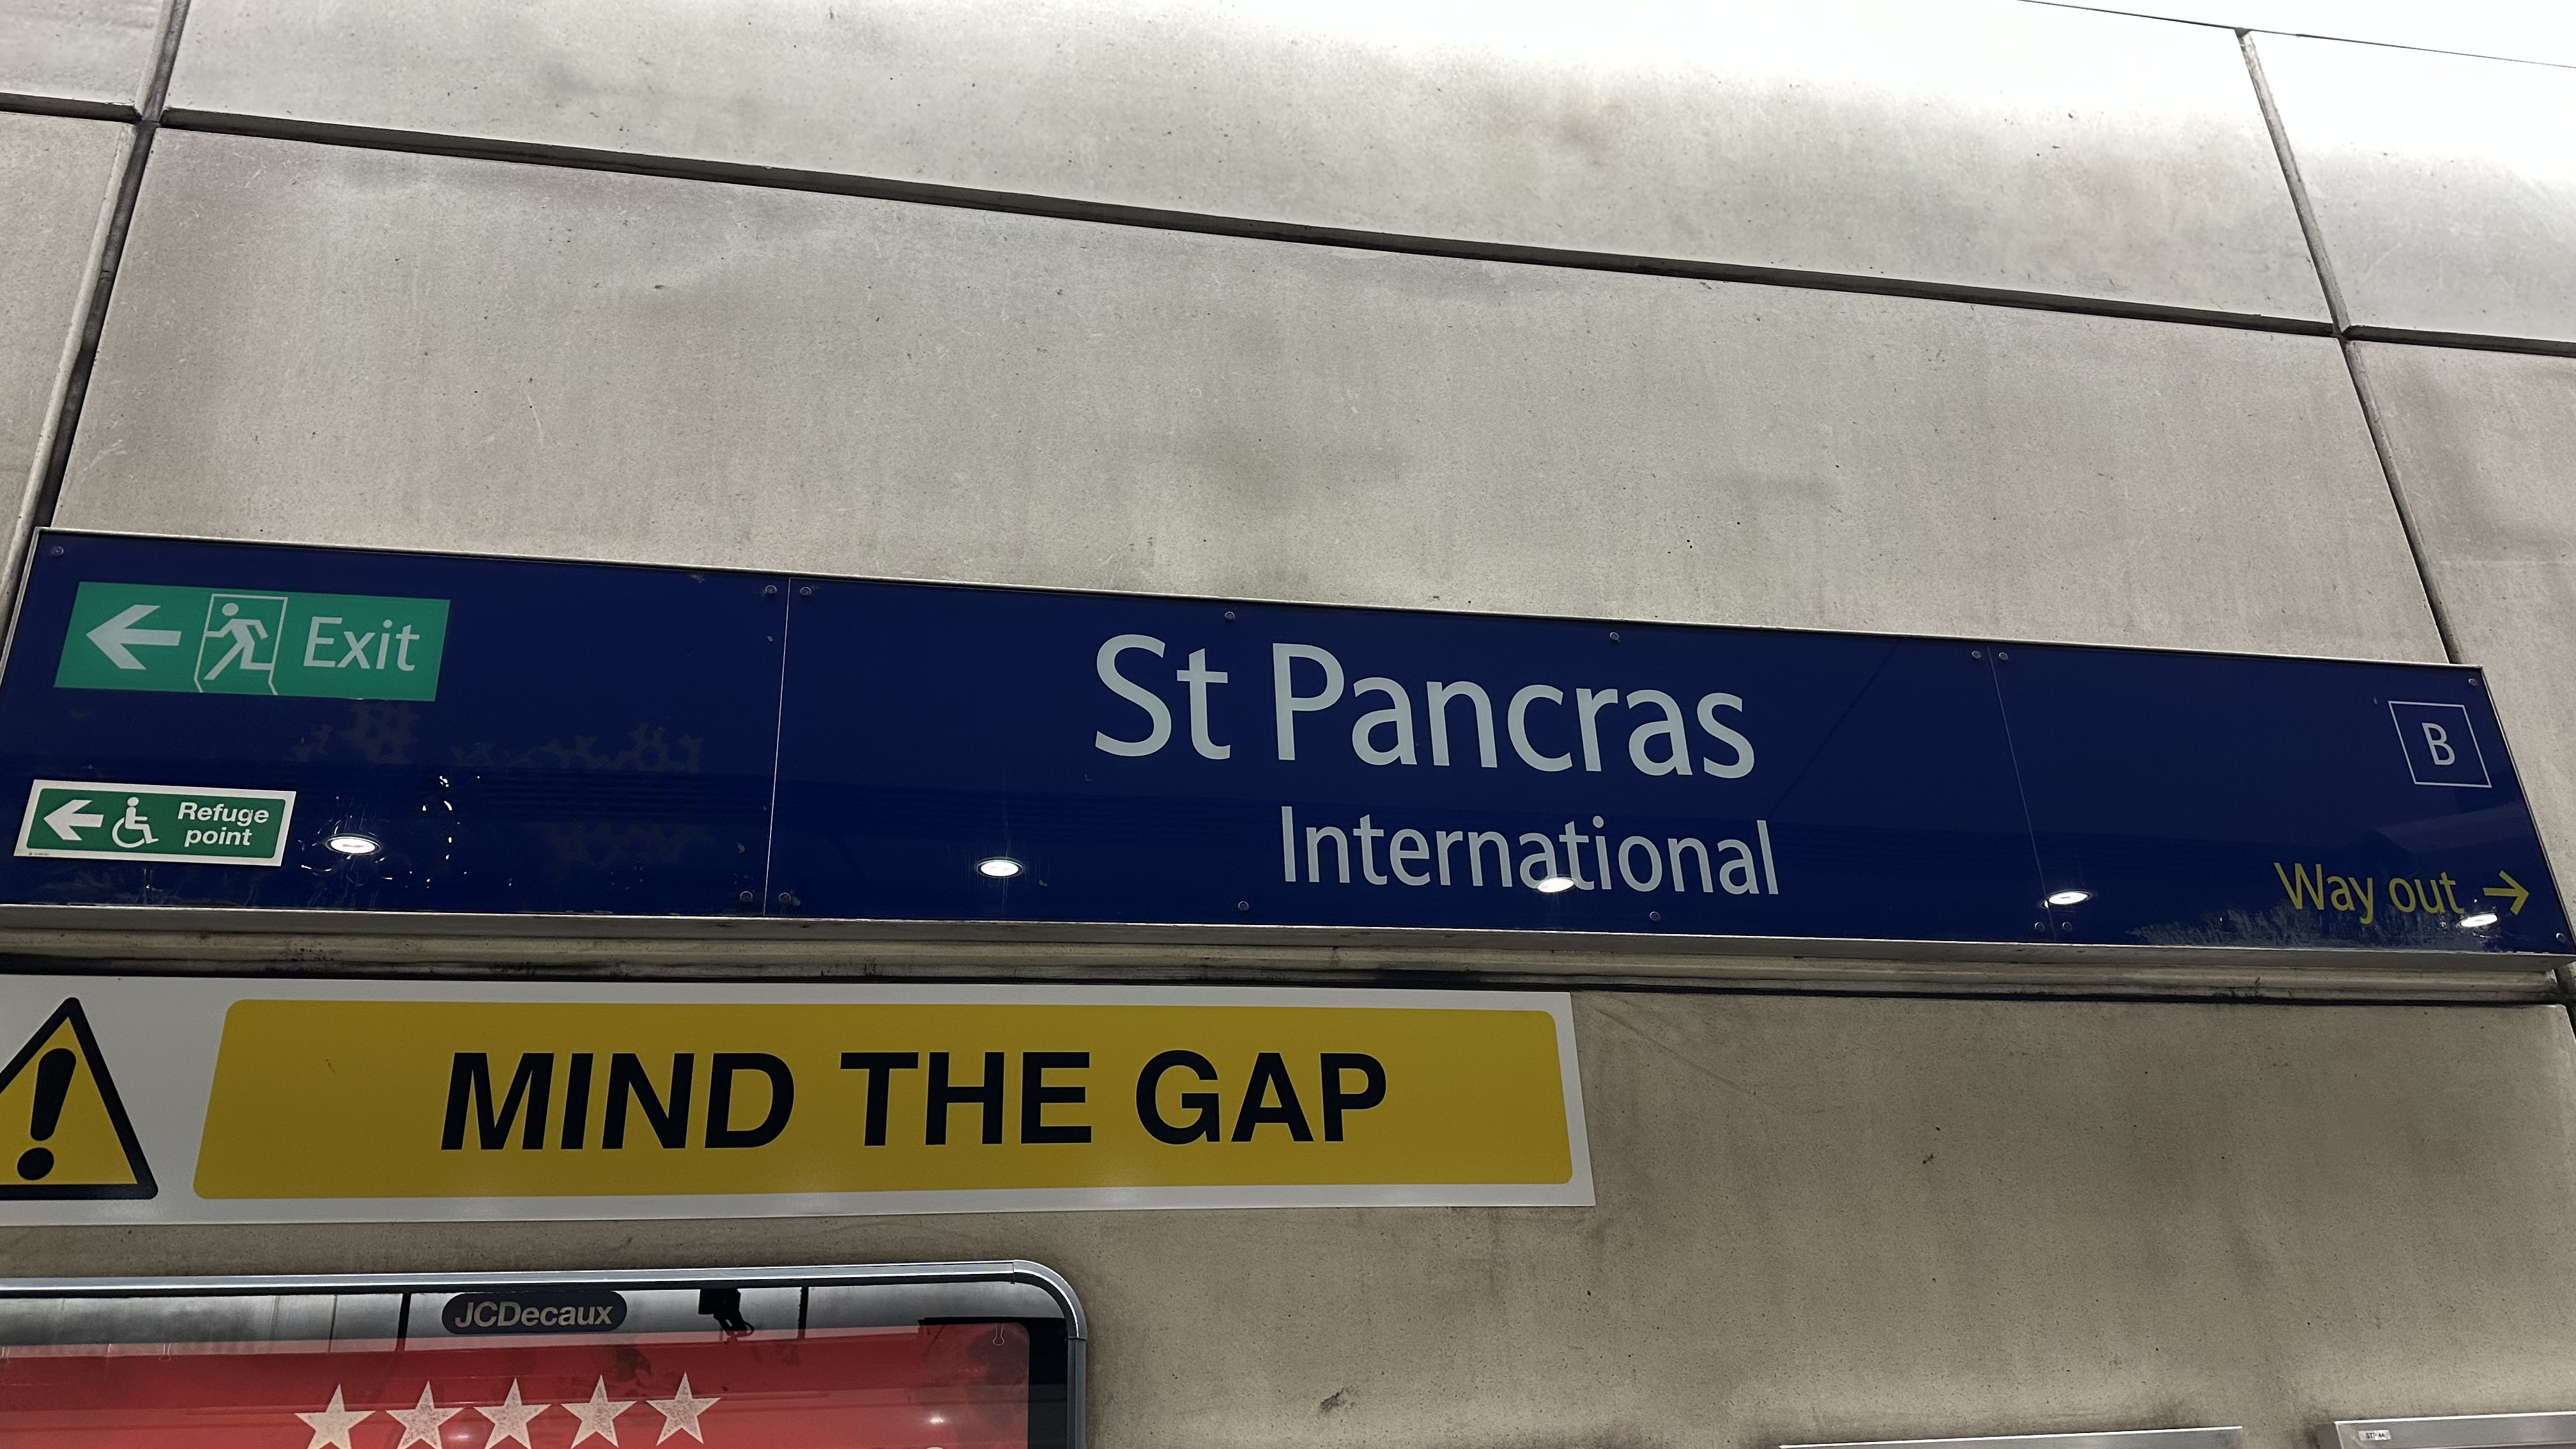 Exit
St Pancras
International
B
Refuge
point
Way out
MIND THE GAP
JCDecaux